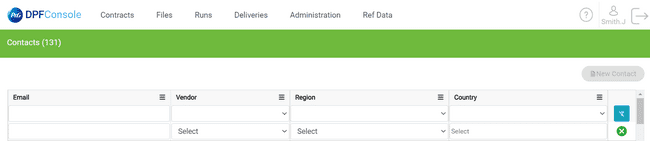 P&G DPFConsole Contracts Files Runs Deliveries Administration Ref Data ?
Smith J
Contacts (131)
New Contact
Email Vendor Region Country
Select Select Select